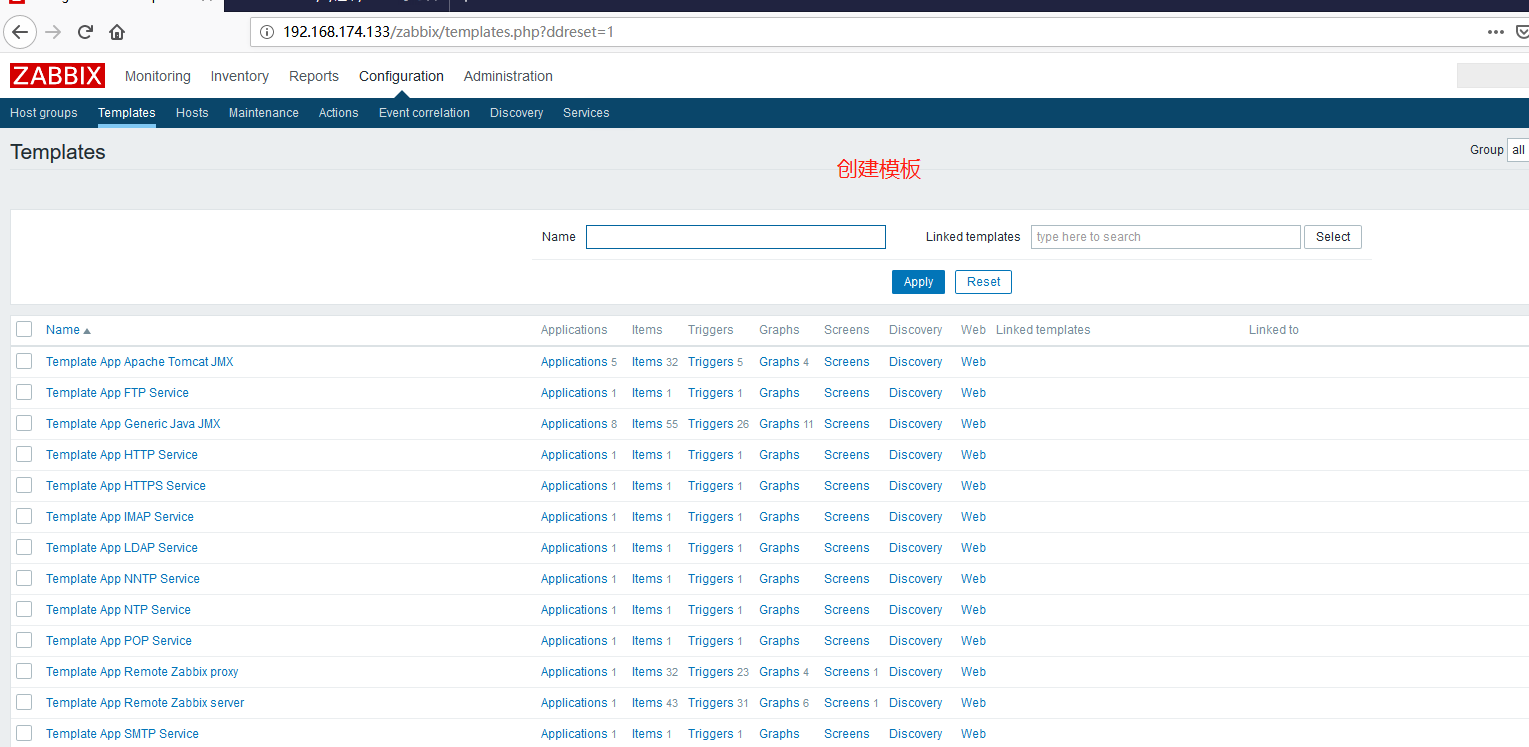 192.168.174.133/zabbix/templates.php?ddreset=1
ZABBIX Monitoring Inventory Reports Configuration Administration
Host groups Templates Hosts Maintenance Actions Event correlation Discovery Services
Templates Group all
创建模板
Name Linked templates type here to search Select
Apply Reset
Name Applications Items Triggers Graphs Screens Discovery Web Linked templates Linked to
Template App Apache Tomcat JMX Applications 5 Items 32 Triggers 5 Graphs 4 Screens Discovery Web
Template App FTP Service Applications 1 Items 1 Triggers 1 Graphs Screens Discovery Web
Template App Generic Java JMX Applications 8 Items 55 Triggers 26 Graphs 11 Screens Discovery Web
Template App HTTP Service Applications 1 Items 1 Triggers 1 Graphs Screens Discovery Web
Template App HTTPS Service Applications 1 Items 1 Triggers 1 Graphs Screens Discovery Web
Template App IMAP Service Applications 1 Items 1 Triggers 1 Graphs Screens Discovery Web
Template App LDAP Service Applications 1 Items 1 Triggers 1 Graphs Screens Discovery Web
Template App NNTP Service Applications 1 Items 1 Triggers 1 Graphs Screens Discovery Web
Template App NTP Service Applications 1 Items 1 Triggers 1 Graphs Screens Discovery Web
Template App POP Service Applications 1 Items 1 Triggers 1 Graphs Screens Discovery Web
Template App Remote Zabbix proxy Applications 1 Items 32 Triggers 23 Graphs 4 Screens 1 Discovery Web
Template App Remote Zabbix server Applications 1 Items 43 Triggers 31 Graphs 6 Screens 1 Discovery Web
Template App SMTP Service Applications 1 Items 1 Triggers 1 Graphs Screens Discovery Web